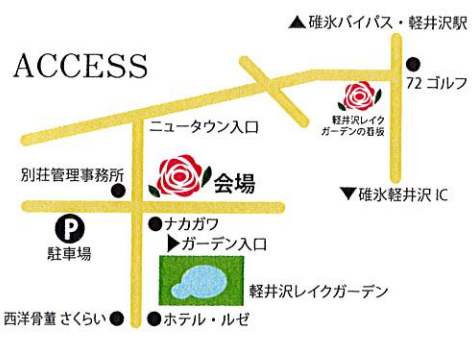 ▲碓氷バイパス・軽井沢駅
ACCESS
72 ゴルフ
軽井沢レイク
ガーデンの看板
ニュータウン入口
別荘管理事務所
会場
▼碓氷軽井沢 IC
P
駐車場
●ナカガワ
▶ガーデン入口
軽井沢レイクガーデン
西洋骨董 さくらい●
●ホテル・ルゼ